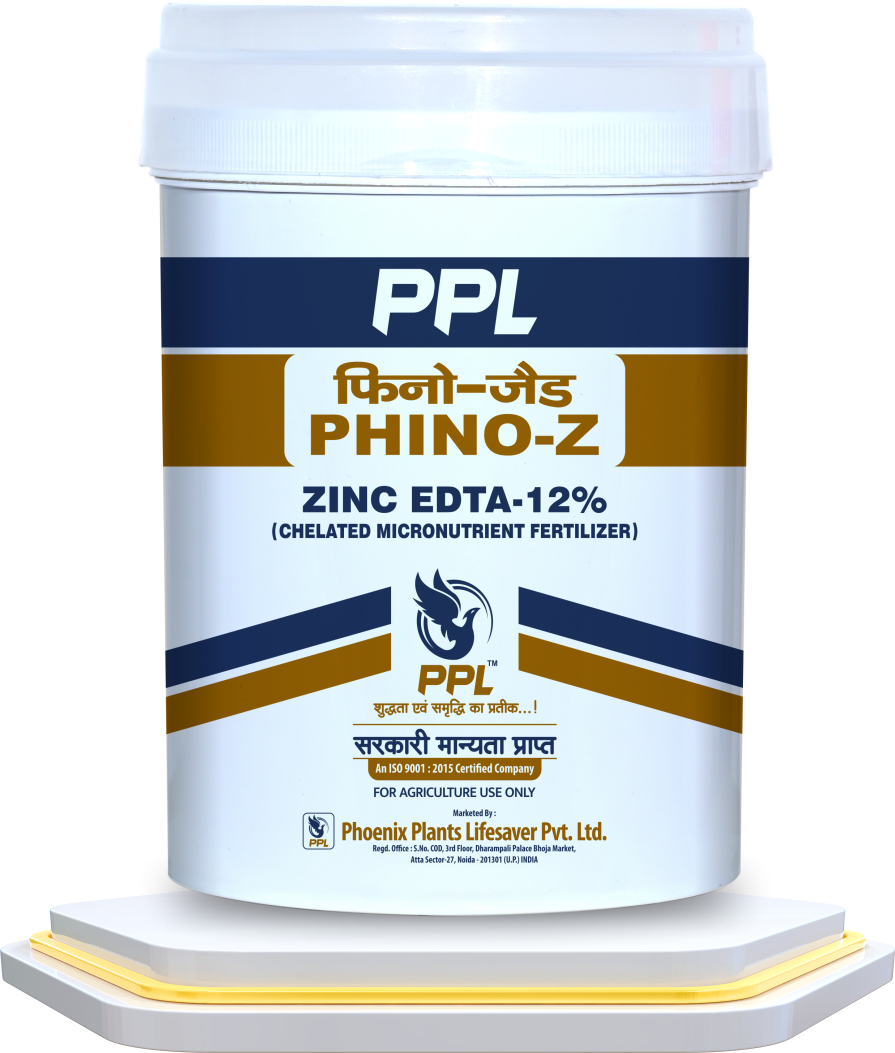 PPL
फिनो-जैड
PHINO-Z
ZINC EDTA-12%
(CHELATED MICRONUTRIENT FERTILIZER)
PPL™
शुद्धता एवं समृद्धि का प्रतीक...!
सरकारी मान्यता प्राप्त
An ISO 9001 : 2015 Certified Company
FOR AGRICULTURE USE ONLY
Marketed By :
PPL
Phoenix Plants Lifesaver Pvt. Ltd.
Regd. Office : S.No. COD, 3rd Floor, Dharampali Palace Bhoja Market,
Atta Sector-27, Noida - 201301 (U.P.) INDIA